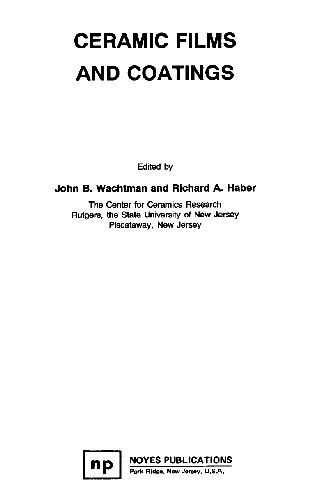 CERAMIC FILMS
AND COATINGS
Edited by
John B. Wachtman and Richard A. Haber
The Center for Ceramics Research
Rutgers, the State University of New Jersey
Piscataway, New Jersey
np
NOYES PUBLICATIONS
Park Ridge, New Jersey, U.S.A.